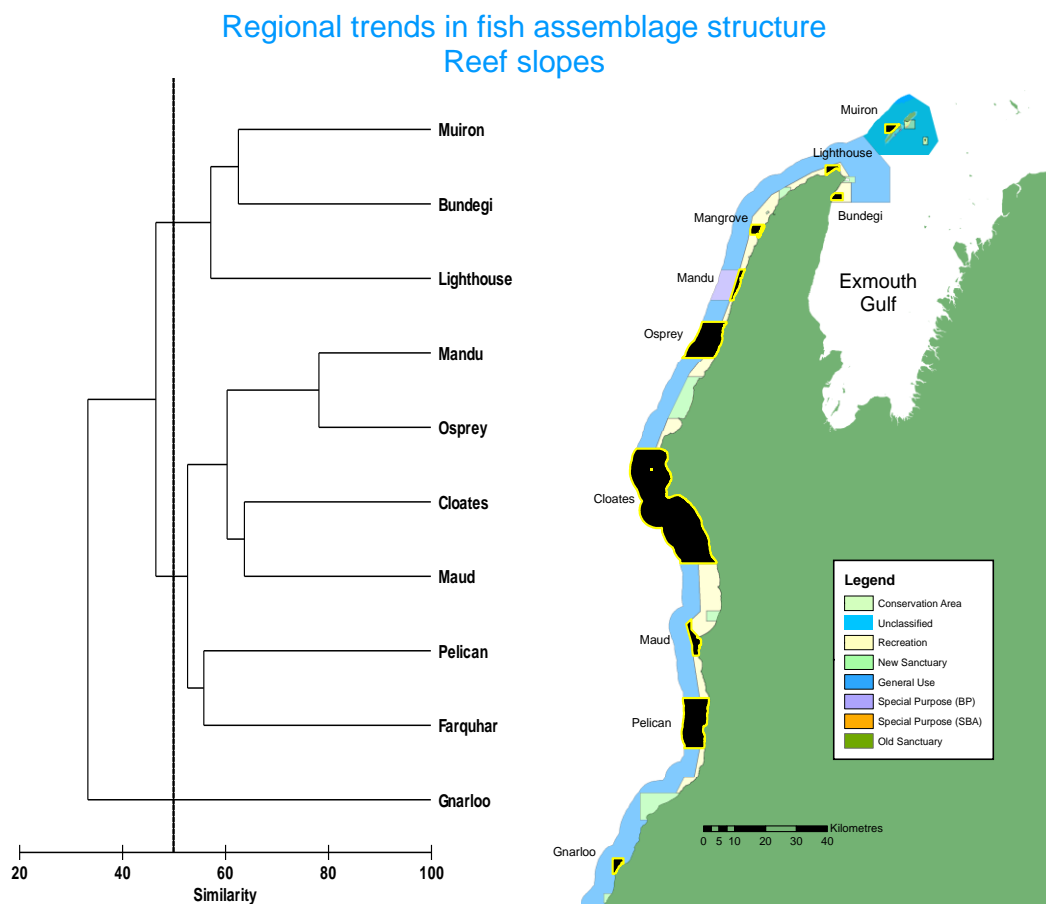 Regional trends in fish assemblage structure
Reef slopes
Muiron
Bundegi
Lighthouse
Mandu
Osprey
Cloates
Maud
Pelican
Farquhar
Gnarloo
20 40 60 80 100
Similarity
Muiron
Lighthouse
Bundegi
Mangrove
Mandu
Exmouth
Gulf
Osprey
Cloates
Maud
Pelican
Gnarloo
Legend
Conservation Area
Unclassified
Recreation
New Sanctuary
General Use
Special Purpose (BP)
Special Purpose (SBA)
Old Sanctuary
Kilometres
0 5 10 20 30 40